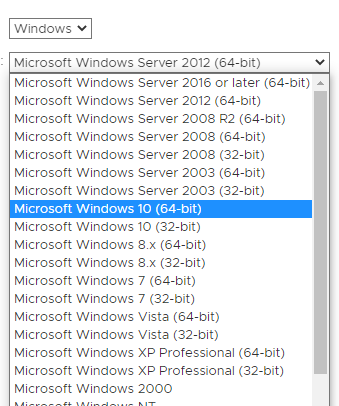 Windows
: Microsoft Windows Server 2012 (64-bit)
Microsoft Windows Server 2016 or later (64-bit)
Microsoft Windows Server 2012 (64-bit)
Microsoft Windows Server 2008 R2 (64-bit)
Microsoft Windows Server 2008 (64-bit)
Microsoft Windows Server 2008 (32-bit)
Microsoft Windows Server 2003 (64-bit)
Microsoft Windows Server 2003 (32-bit)
Microsoft Windows 10 (64-bit)
Microsoft Windows 10 (32-bit)
Microsoft Windows 8.x (64-bit)
Microsoft Windows 8.x (32-bit)
Microsoft Windows 7 (64-bit)
Microsoft Windows 7 (32-bit)
Microsoft Windows Vista (64-bit)
Microsoft Windows Vista (32-bit)
Microsoft Windows XP Professional (64-bit)
Microsoft Windows XP Professional (32-bit)
Microsoft Windows 2000
Microsoft Windows NT